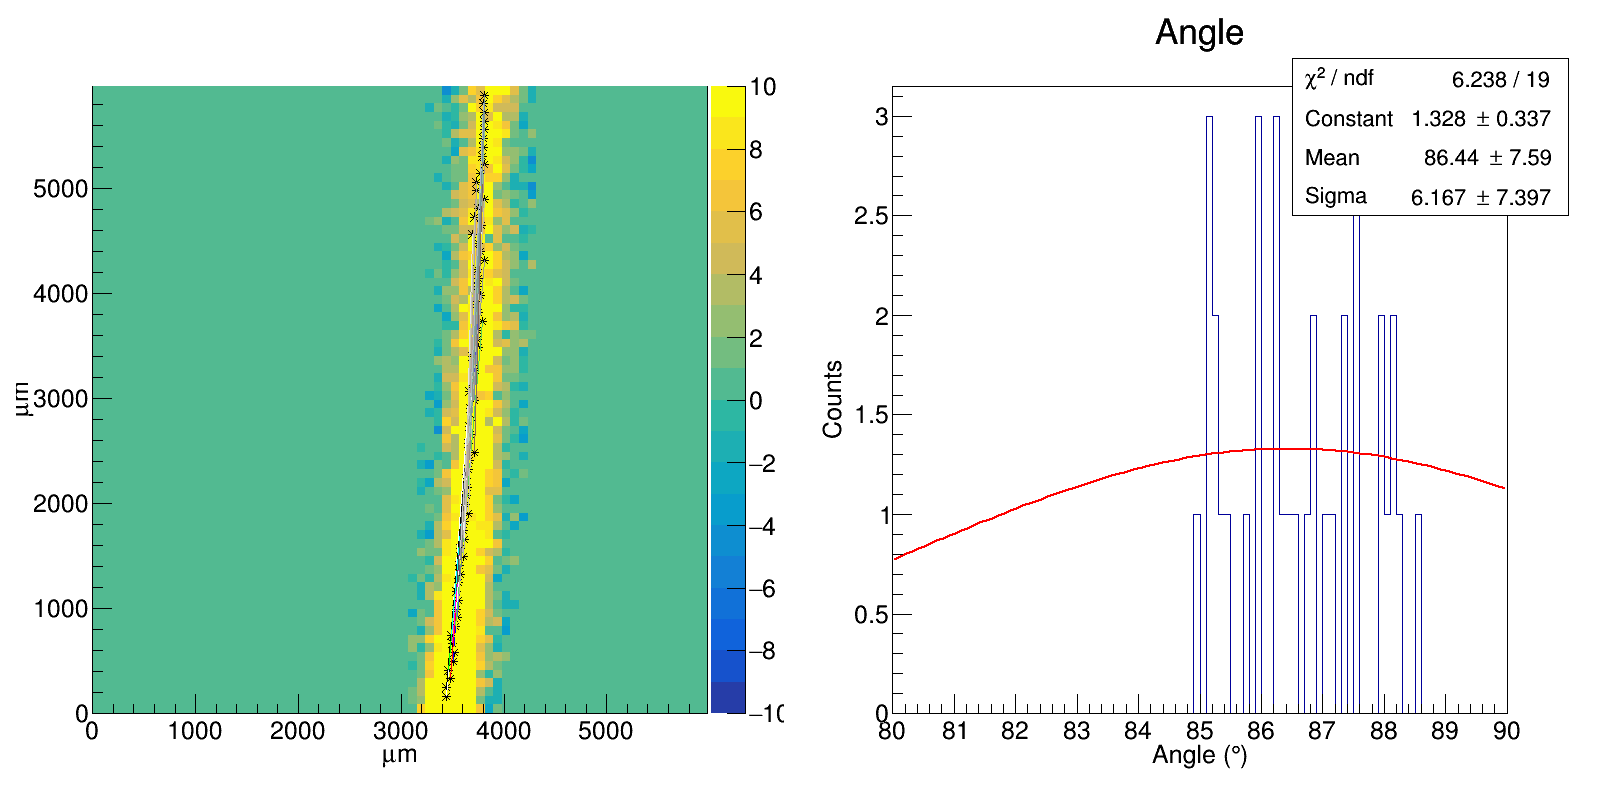 Angle
χ² / ndf 6.238 / 19
Constant 1.328 ± 0.337
Mean 86.44 ± 7.59
Sigma 6.167 ± 7.397
μm
5000
4000
3000
2000
1000
0
0 1000 2000 3000 4000 5000
μm
10
8
6
4
2
0
−2
−4
−6
−8
−10
Counts
3
2.5
2
1.5
1
0.5
0
80 81 82 83 84 85 86 87 88 89 90
Angle (°)